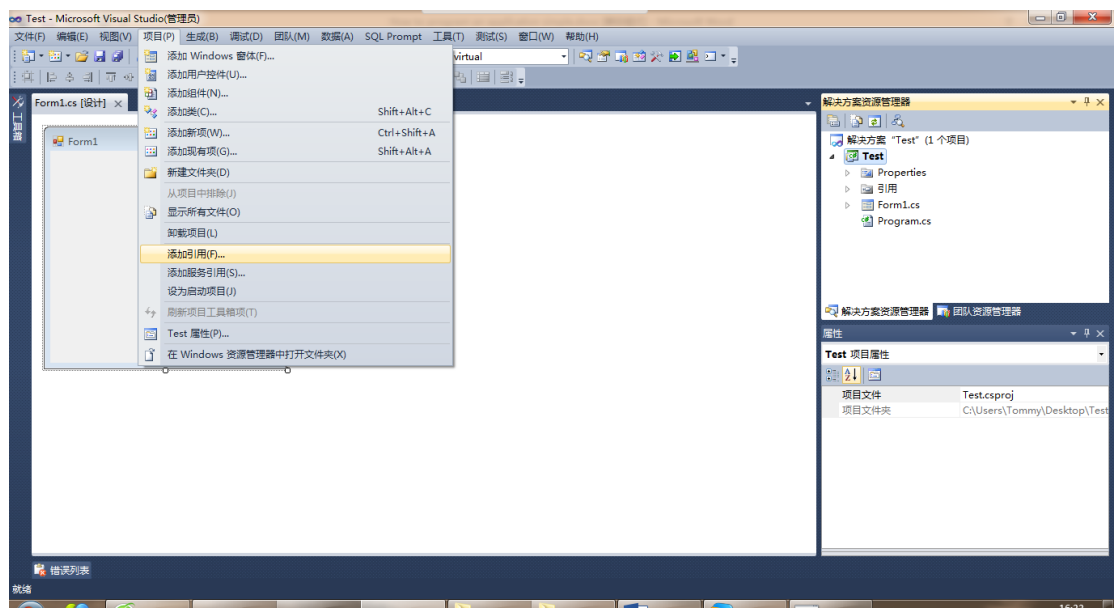 Test - Microsoft Visual Studio(管理员)
文件(F) 编辑(E) 视图(V) 项目(P) 生成(B) 调试(D) 团队(M) 数据(A) SQL Prompt 工具(T) 测试(S) 窗口(W) 帮助(H)
virtual
添加 Windows 窗体(F)...
添加用户控件(U)...
添加组件(N)...
添加类(C)... Shift+Alt+C
添加新项(W)... Ctrl+Shift+A
添加现有项(G)... Shift+Alt+A
新建文件夹(D)
从项目中排除(J)
显示所有文件(O)
卸载项目(L)
添加引用(F)...
添加服务引用(S)...
设为启动项目(J)
刷新项目工具箱项(T)
Test 属性(P)...
在 Windows 资源管理器中打开文件夹(X)
工具箱
Form1.cs [设计]
Form1
解决方案资源管理器
解决方案 "Test" (1 个项目)
Test
Properties
引用
Form1.cs
Program.cs
解决方案资源管理器 团队资源管理器
属性
Test 项目属性
项目文件 Test.csproj
项目文件夹 C:\Users\Tommy\Desktop\Test
错误列表
就绪
16:22